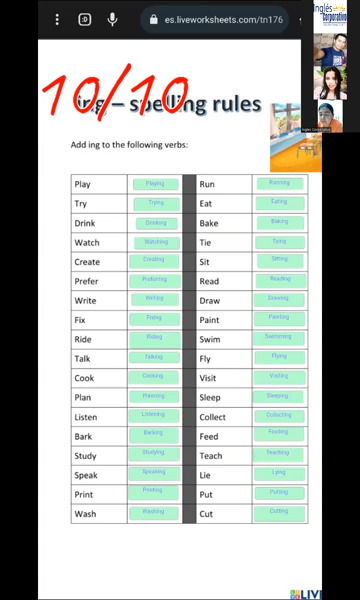 es.liveworksheets.com/tn176
Inglés
Corporativo
10/10
ing – spelling rules
Add ing to the following verbs:
Play Playing Run Running
Try Trying Eat Eating
Drink Drinking Bake Baking
Watch Watching Tie Tying
Create Creating Sit Sitting
Prefer Preferring Read Reading
Write Writing Draw Drawing
Fix Fixing Paint Painting
Ride Riding Swim Swimming
Talk Talking Fly Flying
Cook Cooking Visit Visiting
Plan Planning Sleep Sleeping
Listen Listening Collect Collecting
Bark Barking Feed Feeding
Study Studying Teach Teaching
Speak Speaking Lie Lying
Print Printing Put Putting
Wash Washing Cut Cutting
LIVE